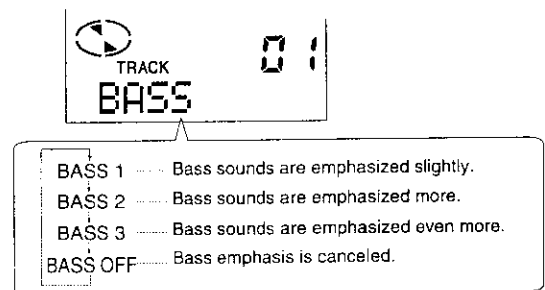 01
TRACK
BASS
BASS 1 Bass sounds are emphasized slightly.
BASS 2 Bass sounds are emphasized more.
BASS 3 Bass sounds are emphasized even more.
BASS OFF Bass emphasis is canceled.